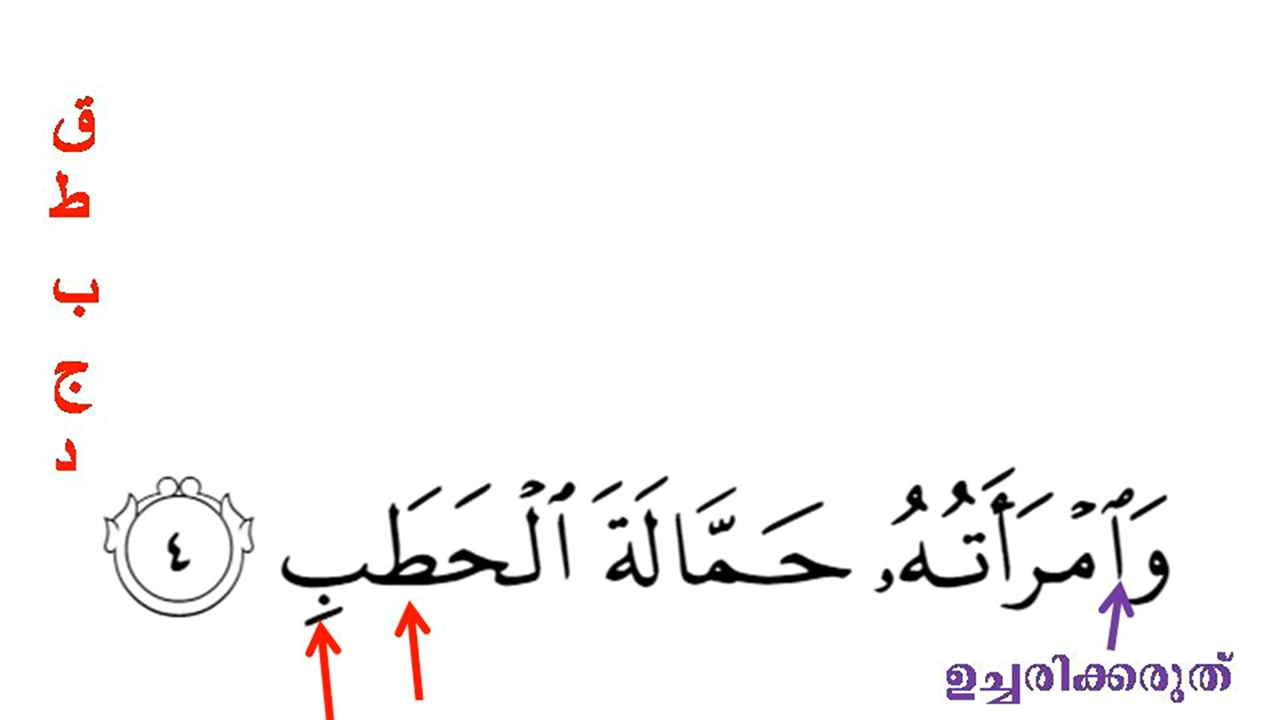 ق
ط
ب
ج
د
وَٱمْرَأَتُهُۥ حَمَّالَةَ ٱلْحَطَبِ ٤
ഉച്ചരിക്കരുത്